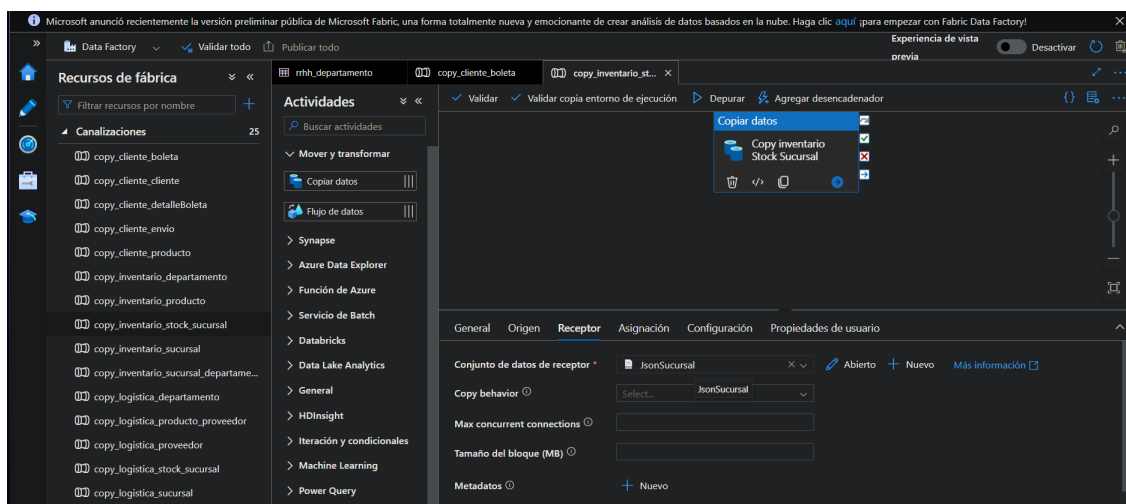 Microsoft anunció recientemente la versión preliminar pública de Microsoft Fabric, una forma totalmente nueva y emocionante de crear análisis de datos basados en la nube. Haga clic aquí ¡para empezar con Fabric Data Factory!
Data Factory
Validar todo
Publicar todo
Experiencia de vista previa
Desactivar
Recursos de fábrica
Filtrar recursos por nombre
Canalizaciones 25
copy_cliente_boleta
copy_cliente_cliente
copy_cliente_detalleBoleta
copy_cliente_envio
copy_cliente_producto
copy_inventario_departamento
copy_inventario_producto
copy_inventario_stock_sucursal
copy_inventario_sucursal
copy_inventario_sucursal_departame...
copy_logistica_departamento
copy_logistica_producto_proveedor
copy_logistica_proveedor
copy_logistica_stock_sucursal
copy_logistica_sucursal
rrhh_departamento
copy_cliente_boleta
copy_inventario_st...
Actividades
Buscar actividades
Mover y transformar
Copiar datos
Flujo de datos
Synapse
Azure Data Explorer
Función de Azure
Servicio de Batch
Databricks
Data Lake Analytics
General
HDInsight
Iteración y condicionales
Machine Learning
Power Query
Validar
Validar copia entorno de ejecución
Depurar
Agregar desencadenador
Copiar datos
Copy inventario
Stock Sucursal
General Origen Receptor Asignación Configuración Propiedades de usuario
Conjunto de datos de receptor *
JsonSucursal
Abierto
Nuevo
Más información
Copy behavior
Select...
JsonSucursal
Max concurrent connections
Tamaño del bloque (MB)
Metadatos
Nuevo